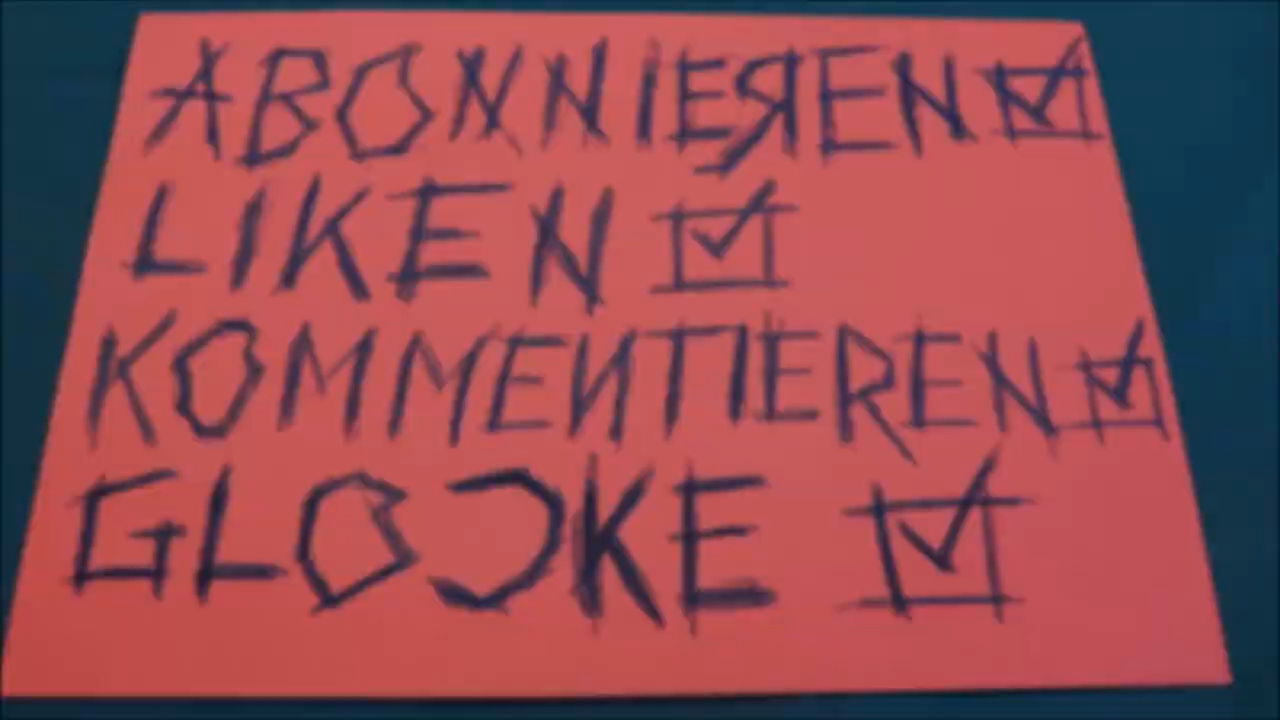 ABONNIEREN ☑
LIKEN ☑
KOMMENTIEREN ☑
GLOCKE ☑